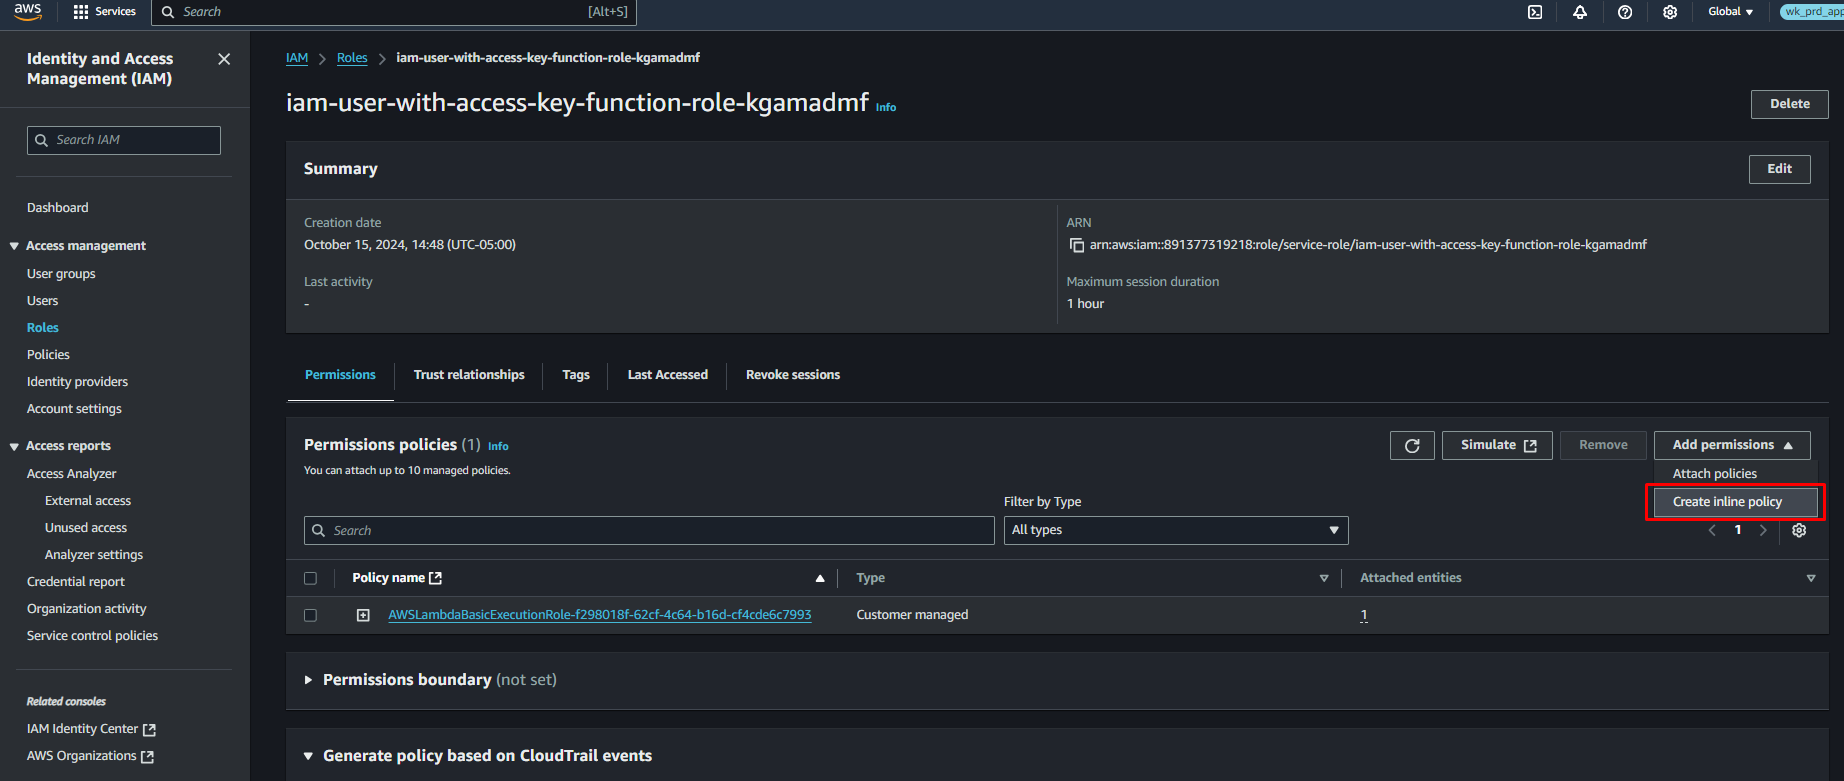 aws
Services
Search
[Alt+S]
Global
wk_prd_app
Identity and Access
Management (IAM)
Search IAM
Dashboard
Access management
User groups
Users
Roles
Policies
Identity providers
Account settings
Access reports
Access Analyzer
External access
Unused access
Analyzer settings
Credential report
Organization activity
Service control policies
Related consoles
IAM Identity Center
AWS Organizations
IAM > Roles > iam-user-with-access-key-function-role-kgamadmf
iam-user-with-access-key-function-role-kgamadmf Info
Delete
Summary
Edit
Creation date
October 15, 2024, 14:48 (UTC-05:00)
ARN
arn:aws:iam::891377319218:role/service-role/iam-user-with-access-key-function-role-kgamadmf
Last activity
-
Maximum session duration
1 hour
Permissions
Trust relationships
Tags
Last Accessed
Revoke sessions
Permissions policies (1) Info
You can attach up to 10 managed policies.
Simulate
Remove
Add permissions
Attach policies
Create inline policy
Filter by Type
Search
All types
1
Policy name
Type
Attached entities
AWSLambdaBasicExecutionRole-f298018f-62cf-4c64-b16d-cf4cde6c7993
Customer managed
1
Permissions boundary (not set)
Generate policy based on CloudTrail events